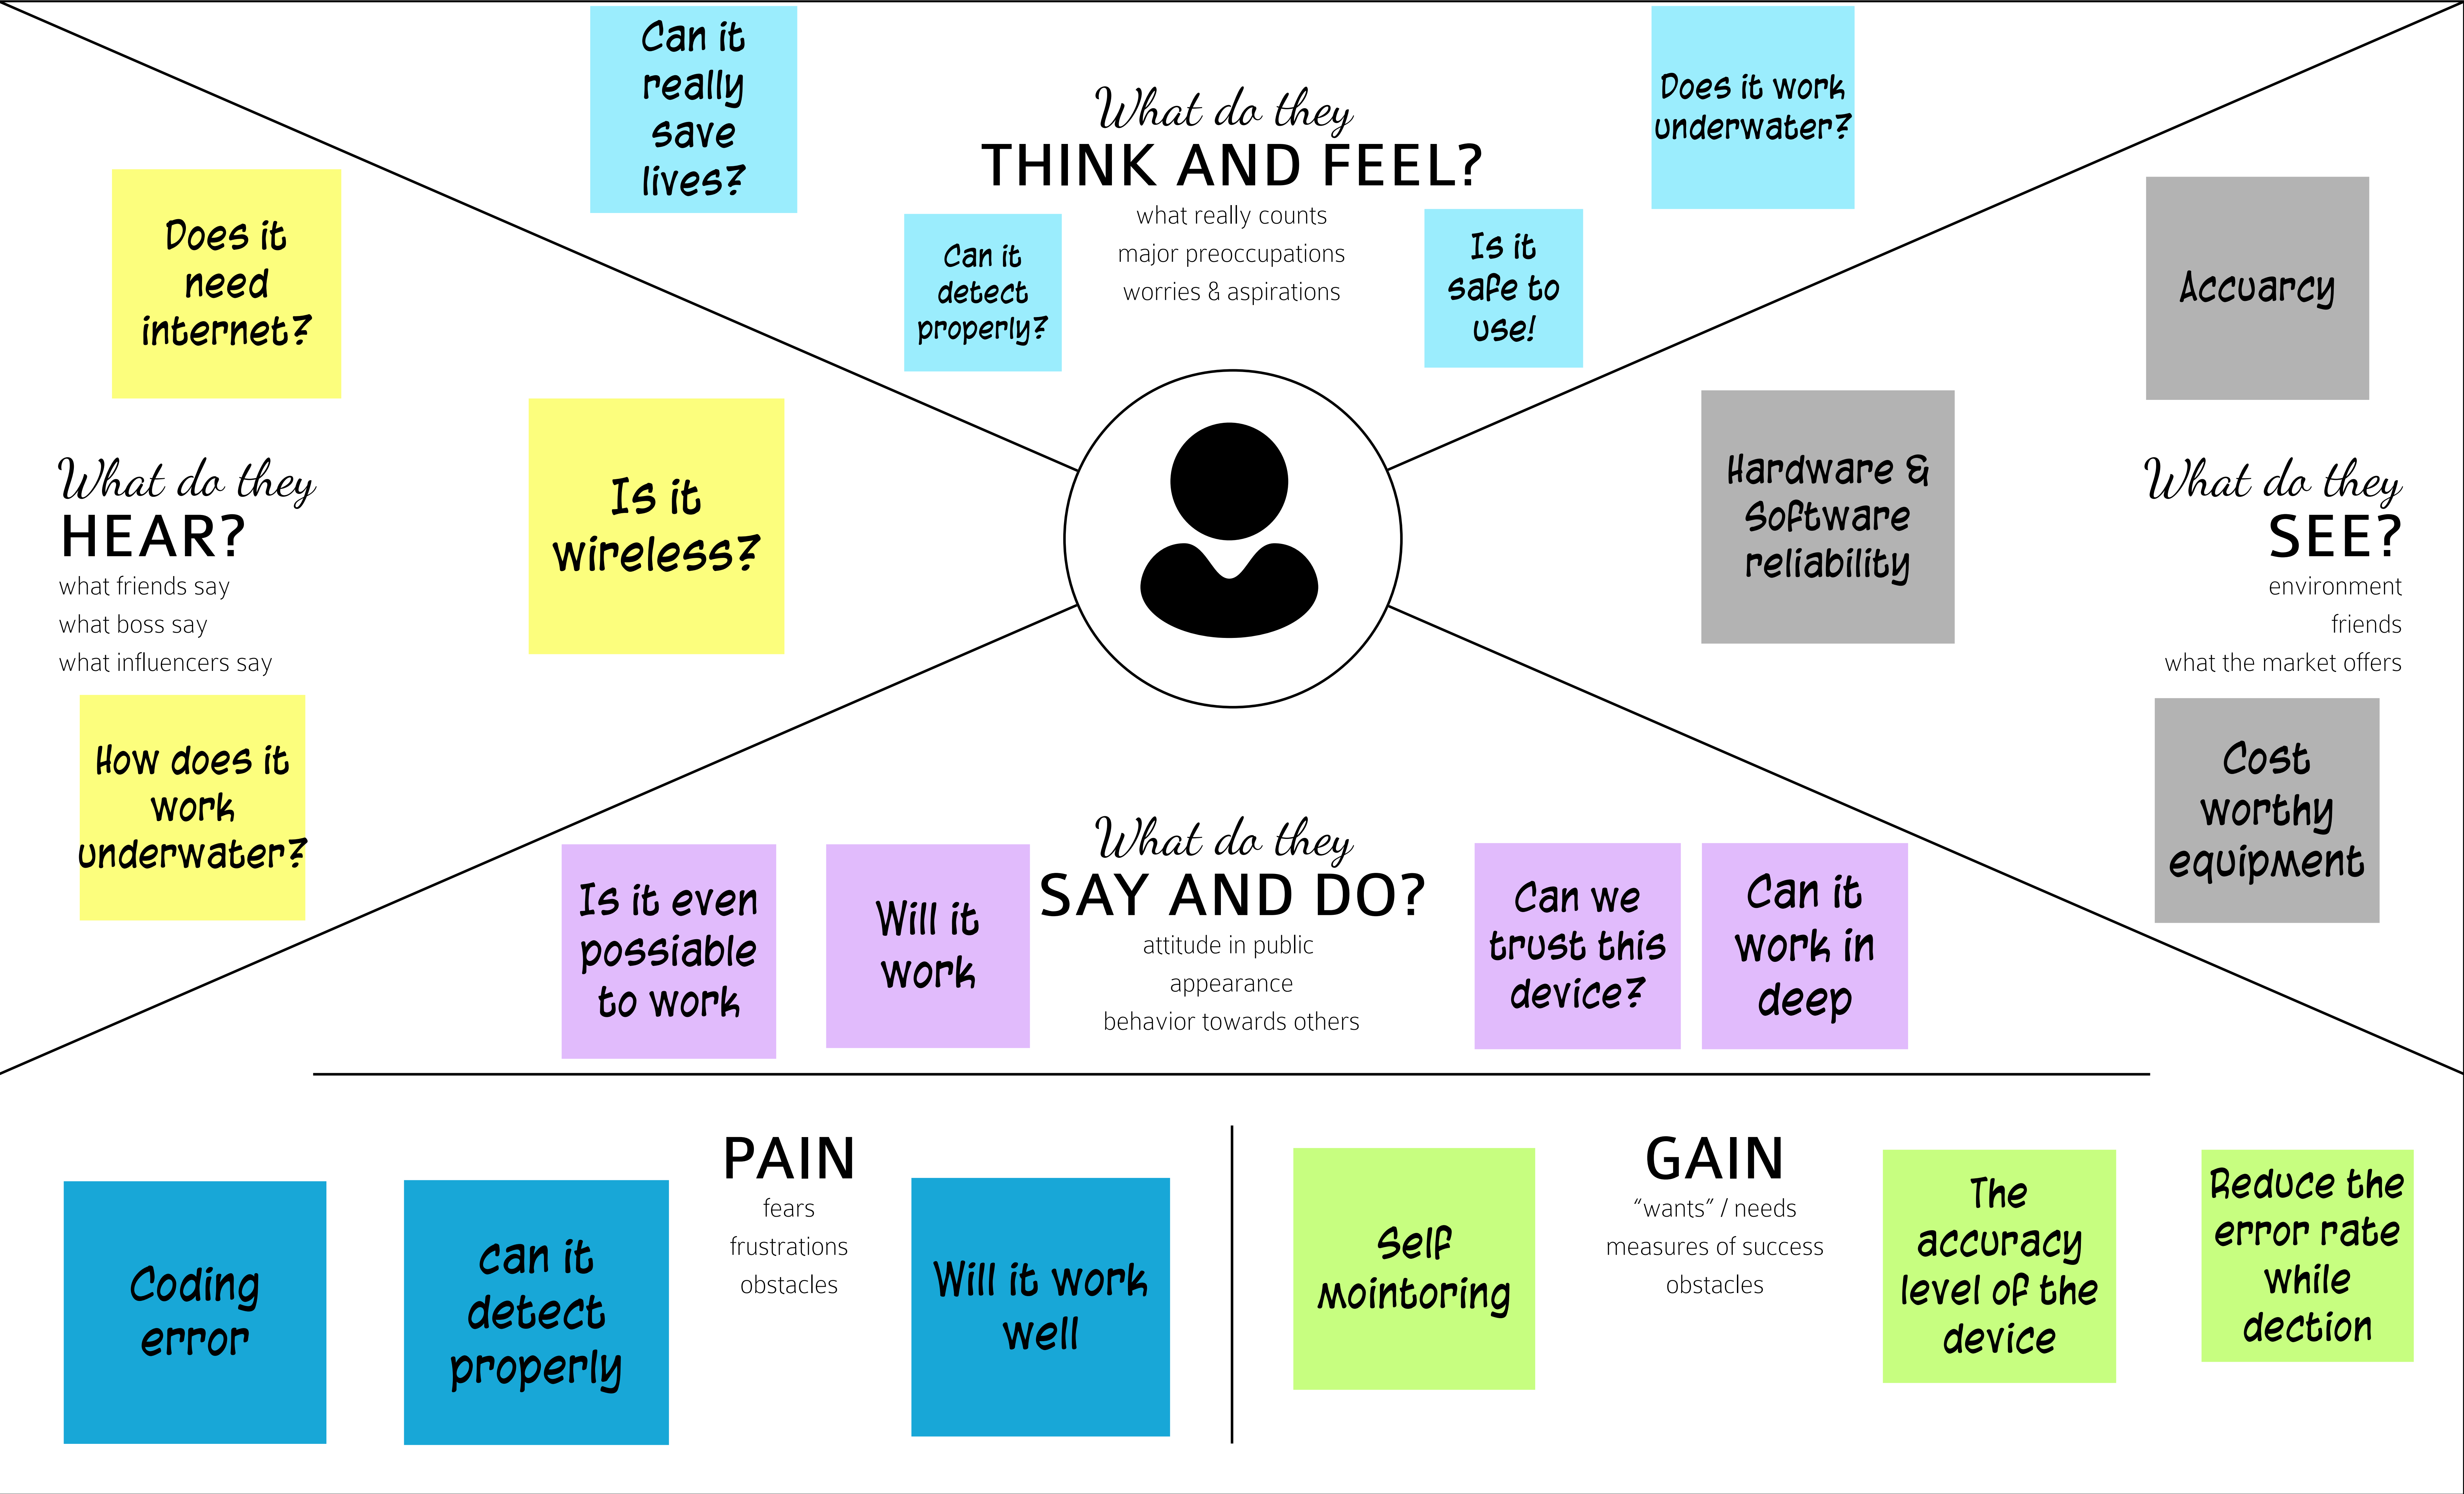 Can it
really
save
lives?
What do they
THINK AND FEEL?
what really counts
major preoccupations
worries & aspirations
Can it
detect
properly?
Is it
safe to
use!
Does it work
underwater?
Does it
need
internet?
Is it
wireless?
What do they
HEAR?
what friends say
what boss say
what influencers say
How does it
work
underwater?
Accuarcy
Hardware &
Software
reliability
What do they
SEE?
environment
friends
what the market offers
Cost
worthy
equipment
What do they
SAY AND DO?
attitude in public
appearance
behavior towards others
Is it even
possiable
to work
Will it
work
Can we
trust this
device?
Can it
work in
deep
PAIN
fears
frustrations
obstacles
Coding
error
Can it
detect
properly
Will it work
well
GAIN
“wants” / needs
measures of success
obstacles
Self
mointoring
The
accuracy
level of the
device
Reduce the
error rate
while
dection